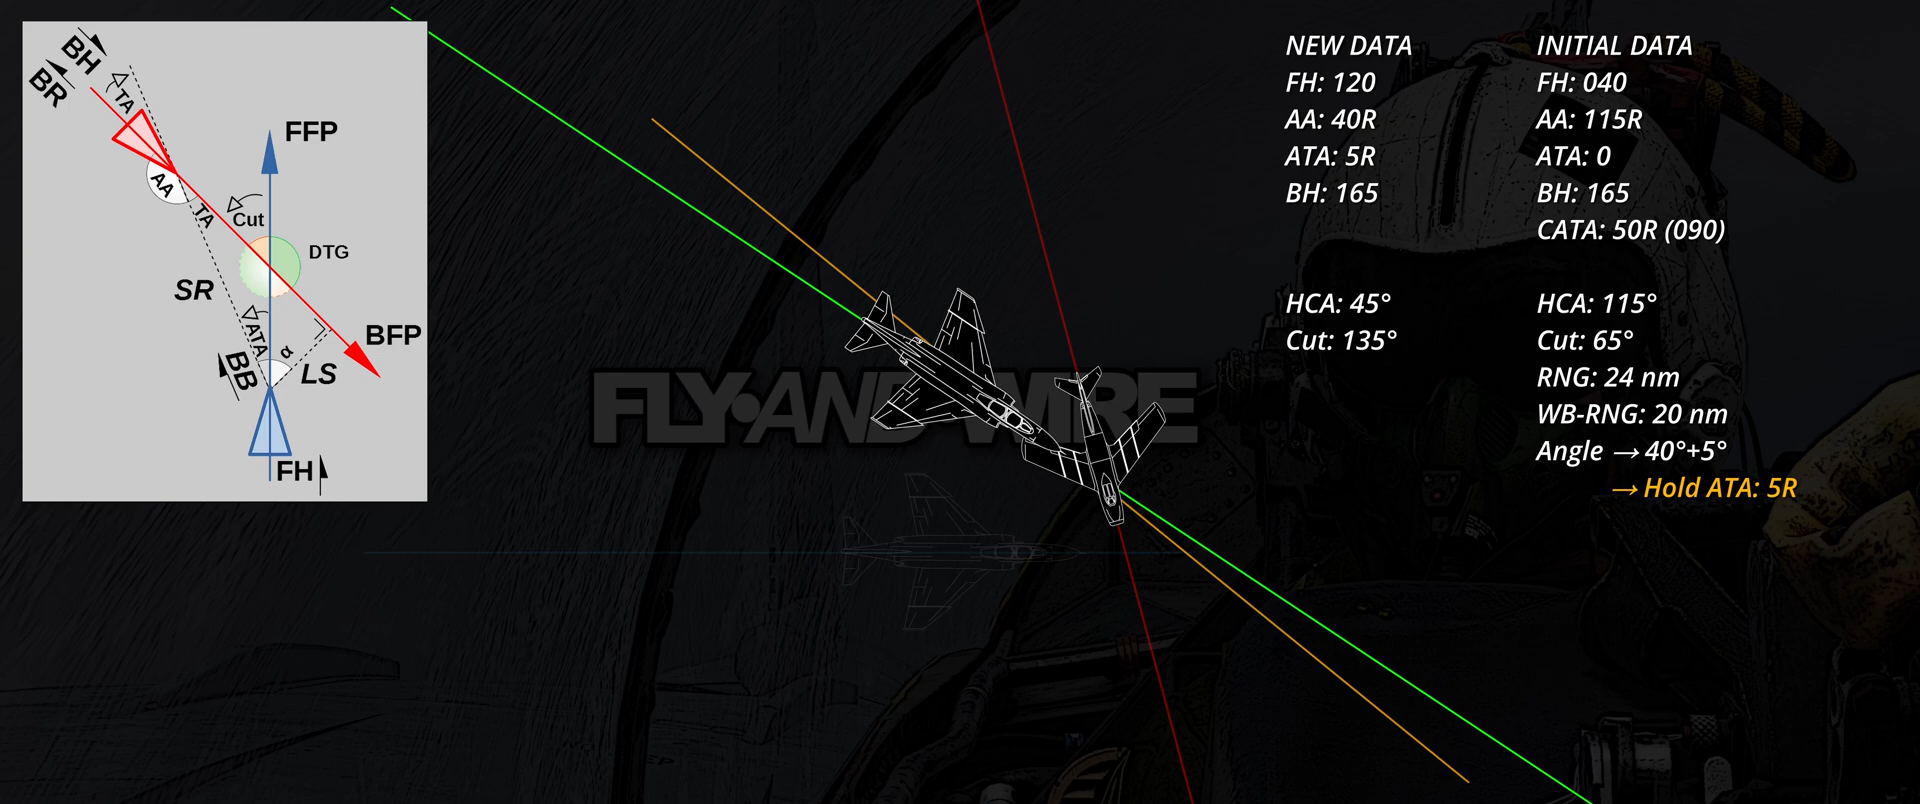 BH
BR
TA
FFP
AA
TA
Cut
DTG
SR
ATA
α
BFP
BB
LS
FH
FLY•AND•WIRE
NEW DATA
FH: 120
AA: 40R
ATA: 5R
BH: 165
HCA: 45°
Cut: 135°
INITIAL DATA
FH: 040
AA: 115R
ATA: 0
BH: 165
CATA: 50R (090)
HCA: 115°
Cut: 65°
RNG: 24 nm
WB-RNG: 20 nm
Angle → 40°+5°
→ Hold ATA: 5R